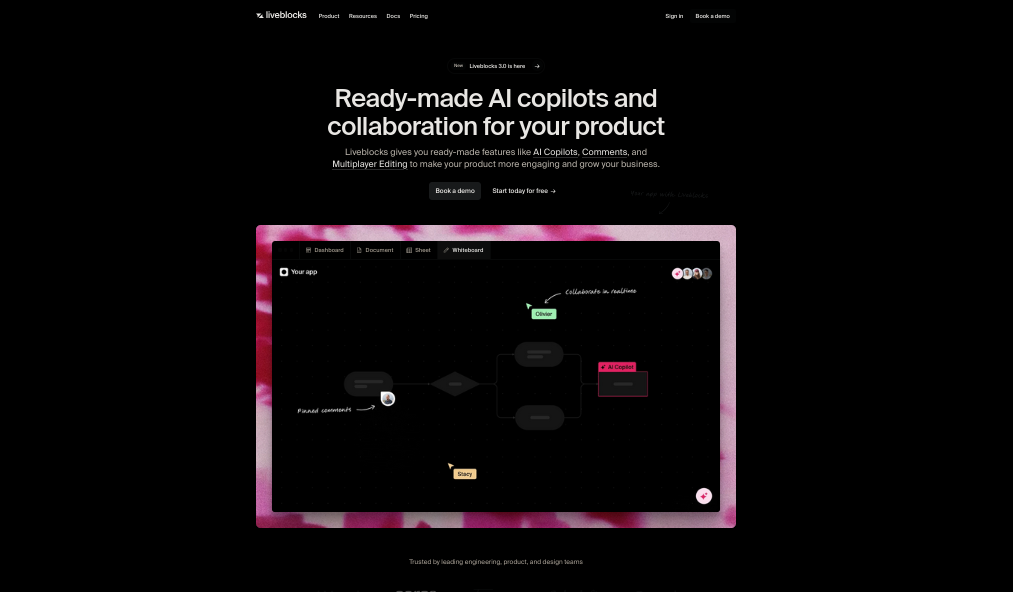 liveblocks Product Resources Docs Pricing Sign in Book a demo
New Liveblocks 3.0 is here →
Ready-made AI copilots and
collaboration for your product
Liveblocks gives you ready-made features like AI Copilots, Comments, and
Multiplayer Editing to make your product more engaging and grow your business.
Book a demo Start today for free →
Your app with Liveblocks
Dashboard Document Sheet Whiteboard
Your app
Collaborate in realtime
Olivier
AI Copilot
Pinned comments
Stacy
Trusted by leading engineering, product, and design teams